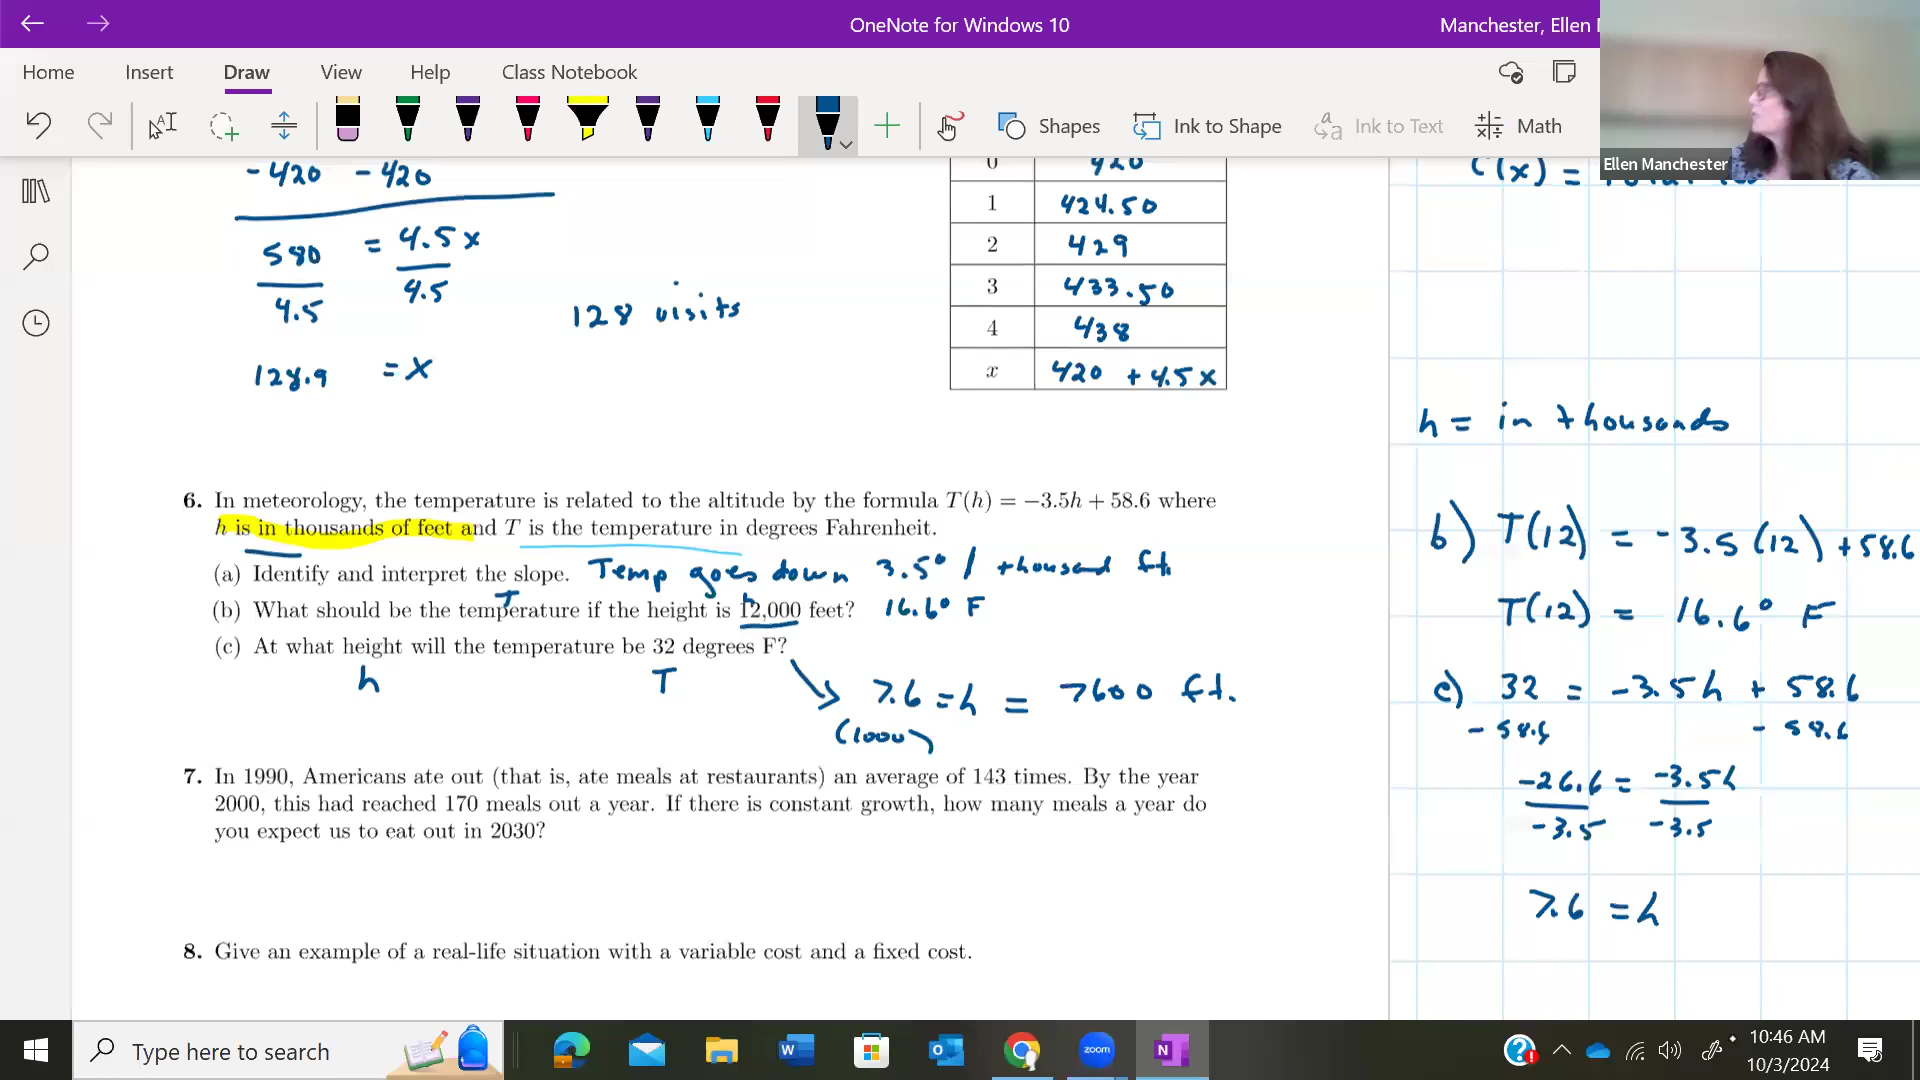 OneNote for Windows 10
Manchester, Ellen
Home Insert Draw View Help Class Notebook
Shapes Ink to Shape Ink to Text Math
Ellen Manchester
-420 -420
580 = 4.5x
4.5 4.5
128 visits
128.9 = x
0 420
1 424.50
2 429
3 433.50
4 438
x 420 + 4.5x
C(x) =
h = in thousands
6. In meteorology, the temperature is related to the altitude by the formula T(h) = −3.5h + 58.6 where
h is in thousands of feet and T is the temperature in degrees Fahrenheit.
(a) Identify and interpret the slope. Temp goes down 3.5° / thousand ft.
T h
(b) What should be the temperature if the height is 12,000 feet? 16.6° F
(c) At what height will the temperature be 32 degrees F?
h T
7.6 = h = 7600 ft.
(1000)
b) T(12) = -3.5(12) + 58.6
T(12) = 16.6° F
c) 32 = -3.5h + 58.6
- 58.6 - 58.6
-26.6 = -3.5h
-3.5 -3.5
7.6 = h
7. In 1990, Americans ate out (that is, ate meals at restaurants) an average of 143 times. By the year
2000, this had reached 170 meals out a year. If there is constant growth, how many meals a year do
you expect us to eat out in 2030?
8. Give an example of a real-life situation with a variable cost and a fixed cost.
Type here to search
zoom
10:46 AM
10/3/2024